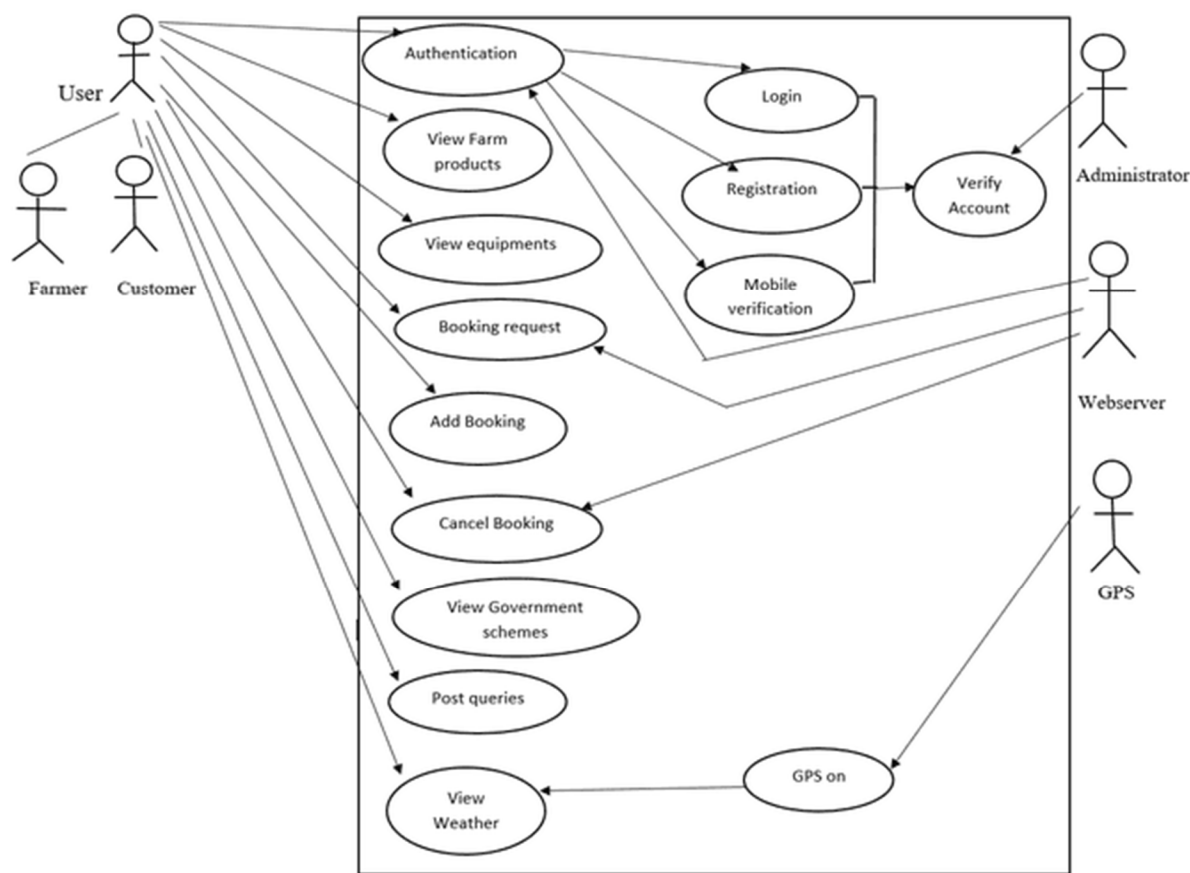 User
Farmer
Customer
Authentication
View Farm
products
View equipments
Booking request
Add Booking
Cancel Booking
View Government
schemes
Post queries
View
Weather
Login
Registration
Mobile
verification
Verify
Account
GPS on
Administrator
Webserver
GPS